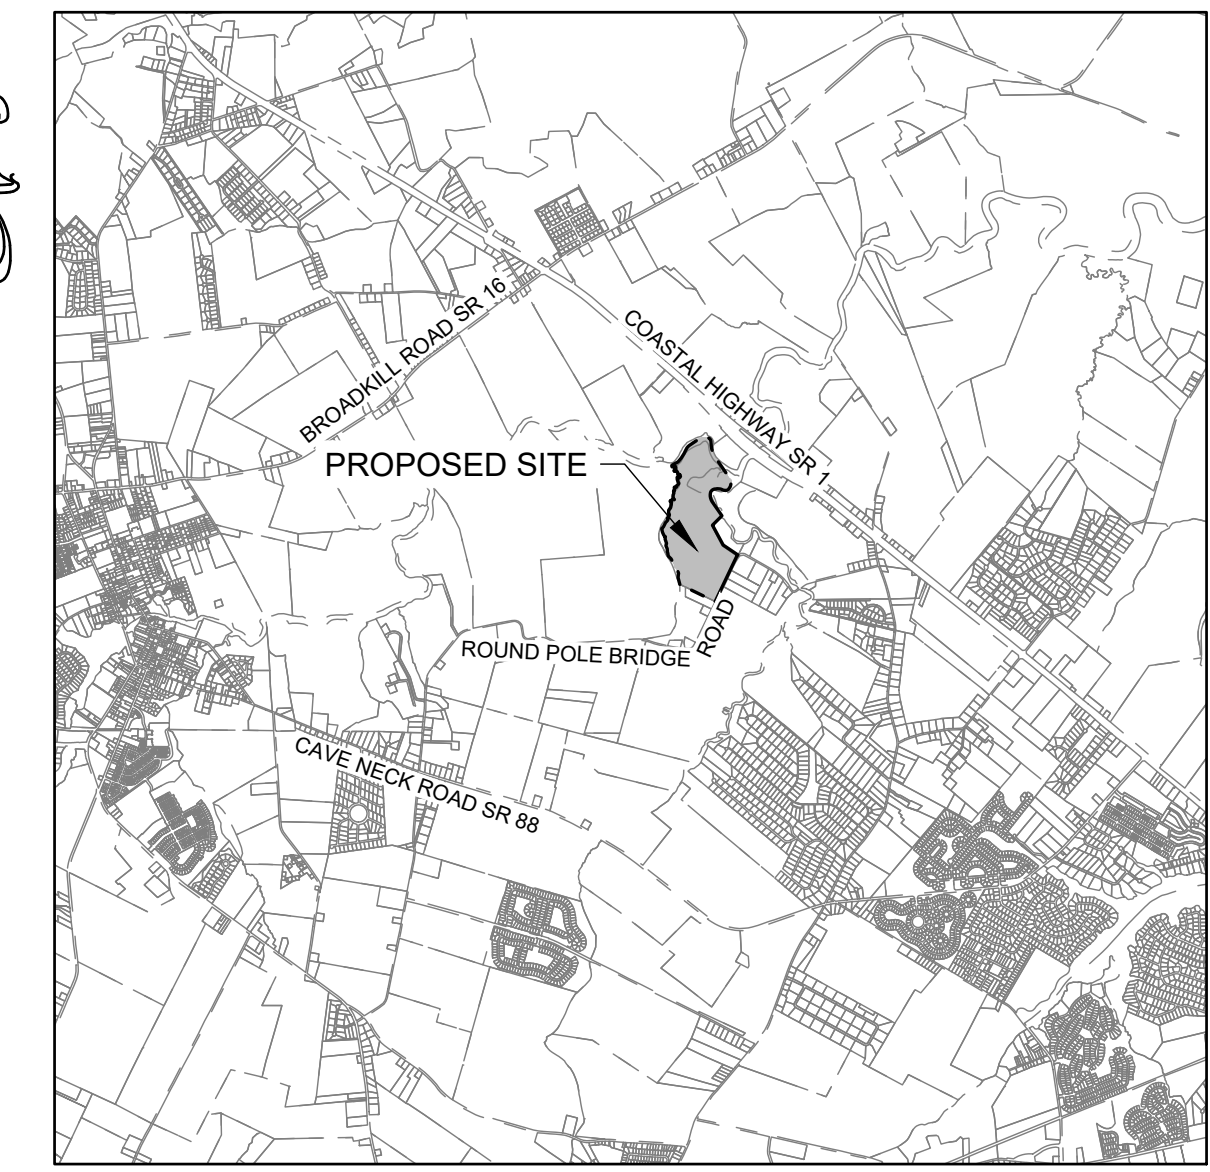 BROADKILL ROAD SR 16
COASTAL HIGHWAY SR 1
PROPOSED SITE
ROUND POLE BRIDGE ROAD
CAVE NECK ROAD SR 88